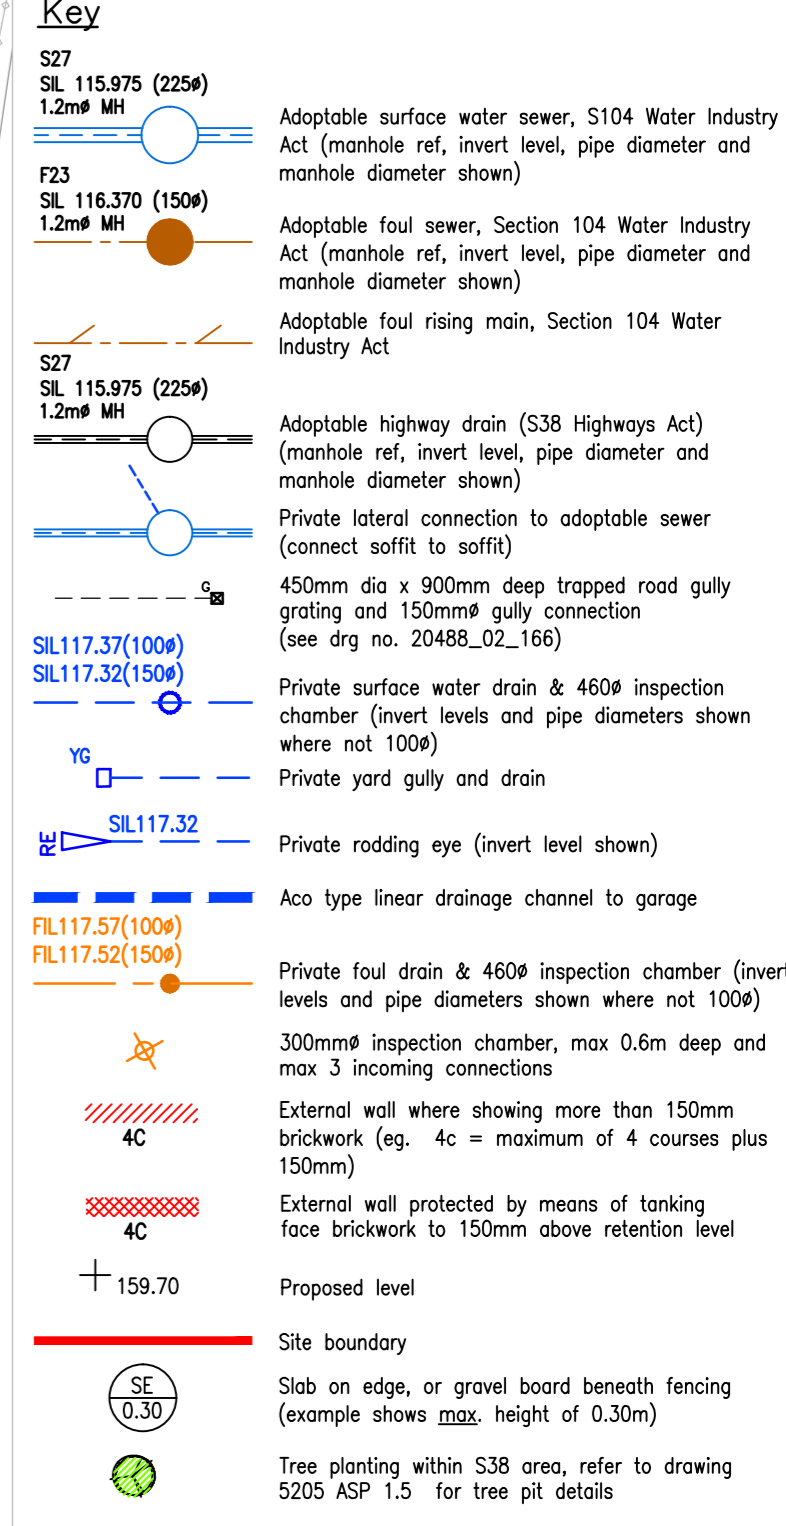 Key
S27
SIL 115.975 (225ø)
1.2mø MH
Adoptable surface water sewer, S104 Water Industry
Act (manhole ref, invert level, pipe diameter and
manhole diameter shown)
F23
SIL 116.370 (150ø)
1.2mø MH
Adoptable foul sewer, Section 104 Water Industry
Act (manhole ref, invert level, pipe diameter and
manhole diameter shown)
Adoptable foul rising main, Section 104 Water
Industry Act
S27
SIL 115.975 (225ø)
1.2mø MH
Adoptable highway drain (S38 Highways Act)
(manhole ref, invert level, pipe diameter and
manhole diameter shown)
Private lateral connection to adoptable sewer
(connect soffit to soffit)
G
450mm dia x 900mm deep trapped road gully
grating and 150mmø gully connection
(see drg no. 20488_02_166)
SIL117.37(100ø)
SIL117.32(150ø)
Private surface water drain & 460ø inspection
chamber (invert levels and pipe diameters shown
where not 100ø)
YG
Private yard gully and drain
RE
SIL117.32
Private rodding eye (invert level shown)
Aco type linear drainage channel to garage
FIL117.57(100ø)
FIL117.52(150ø)
Private foul drain & 460ø inspection chamber (invert
levels and pipe diameters shown where not 100ø)
300mmø inspection chamber, max 0.6m deep and
max 3 incoming connections
4C
External wall where showing more than 150mm
brickwork (eg. 4c = maximum of 4 courses plus
150mm)
4C
External wall protected by means of tanking
face brickwork to 150mm above retention level
159.70
Proposed level
Site boundary
SE
0.30
Slab on edge, or gravel board beneath fencing
(example shows max. height of 0.30m)
Tree planting within S38 area, refer to drawing
5205 ASP 1.5 for tree pit details